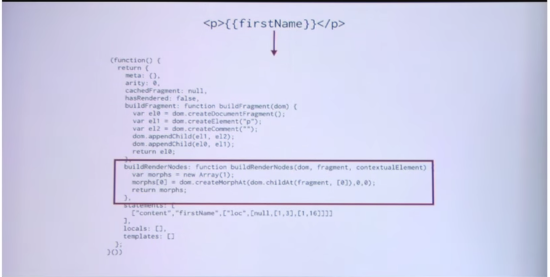 <p>{{firstName}}</p>
(function() {
return {
meta: {},
arity: 0,
cachedFragment: null,
hasRendered: false,
buildFragment: function buildFragment(dom) {
var el0 = dom.createDocumentFragment();
var el1 = dom.createElement("p");
var el2 = dom.createComment("");
dom.appendChild(el1, el2);
dom.appendChild(el0, el1);
return el0;
buildRenderNodes: function buildRenderNodes(dom, fragment, contextualElement)
var morphs = new Array(1);
morphs[0] = dom.createMorphAt(dom.childAt(fragment, [0]),0,0);
return morphs;
},
statements: [
["content","firstName",["loc",[null,[1,3],[1,16]]]]
],
locals: [],
templates: []
};
}())